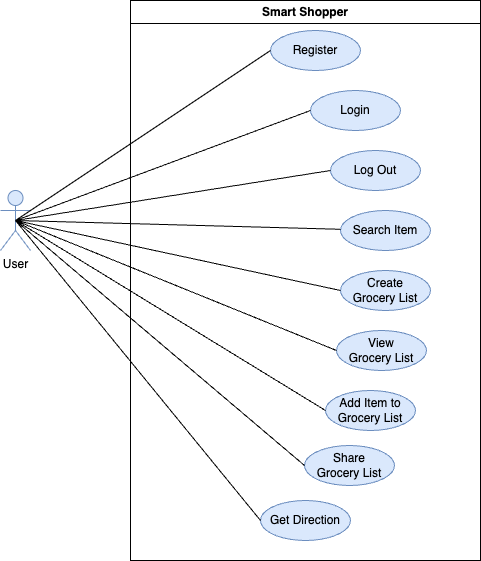 Smart Shopper
Register
Login
Log Out
Search Item
User
Create
Grocery List
View
Grocery List
Add Item to
Grocery List
Share
Grocery List
Get Direction